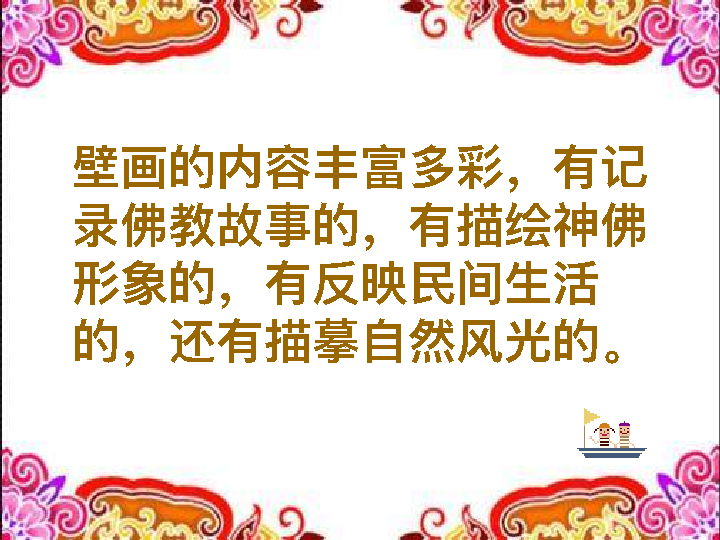 壁画的内容丰富多彩，有记
录佛教故事的，有描绘神佛
形象的，有反映民间生活
的，还有描摹自然风光的。